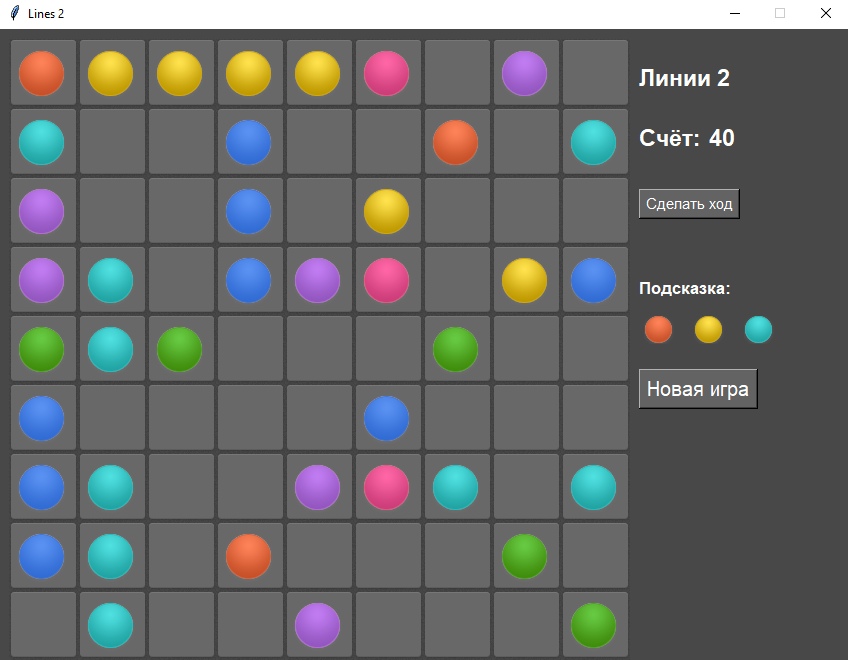 Lines 2
Линии 2
Счёт: 40
Сделать ход
Подсказка:
Новая игра